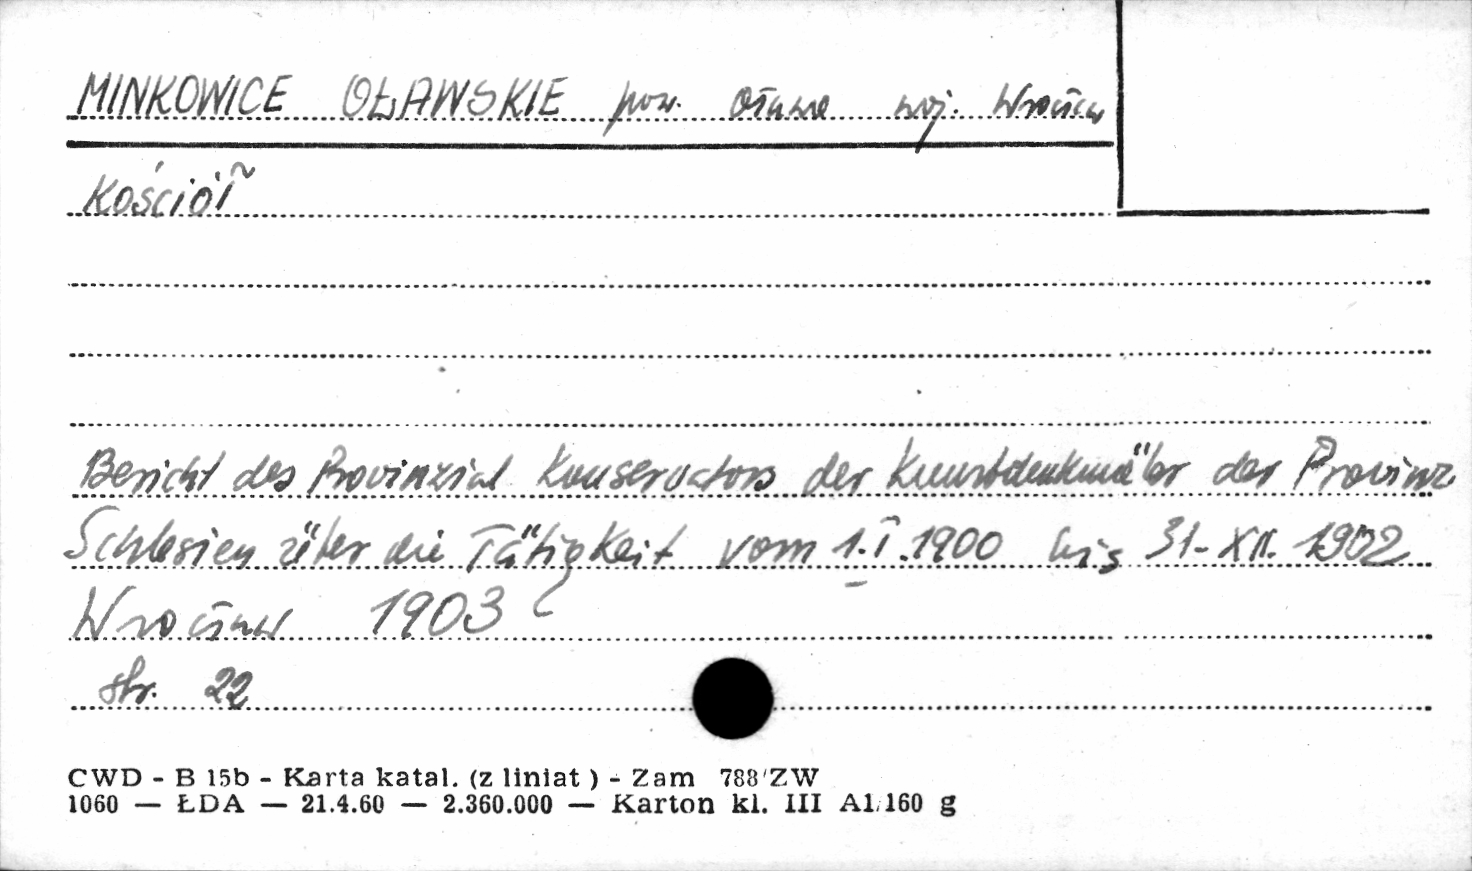 MINKOWICE OŁAWSKIE pow. Oława woj. Wrocław
Kościół
Bericht des Provinzial Konservators der Kunstdenkmäler der Provinz
Schlesien über die Tätigkeit vom 1.I.1900 bis 31.XII.1902
Wrocław 1903
str. 22
CWD - B 15b - Karta katal. (z liniat) - Zam 788/ZW
1060 — ŁDA — 21.4.60 — 2.360.000 — Karton kl. III A1/160 g